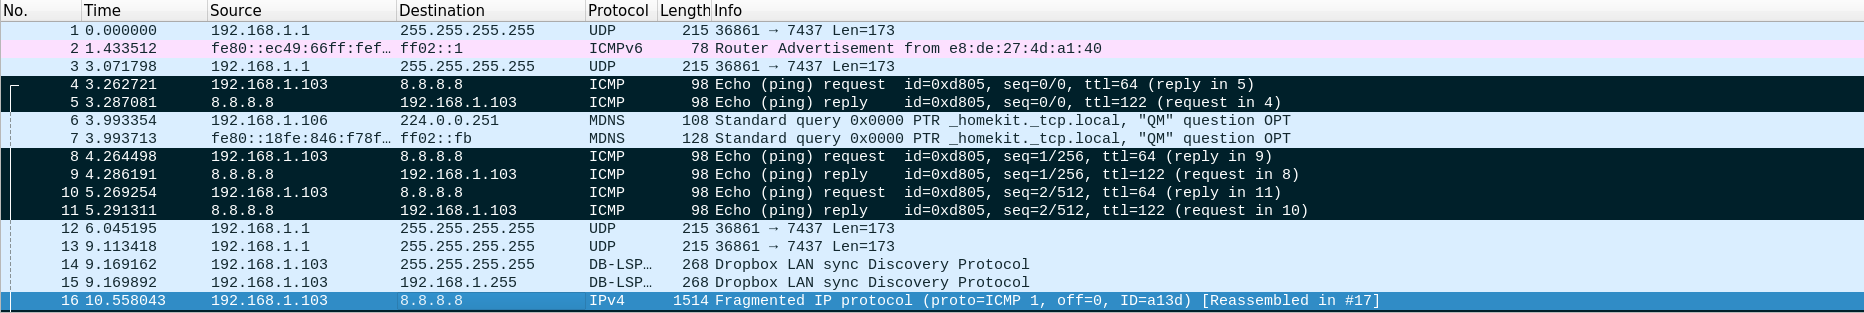 No. Time Source Destination Protocol Length Info
1 0.000000 192.168.1.1 255.255.255.255 UDP 215 36861 → 7437 Len=173
2 1.433512 fe80::ec49:66ff:fef… ff02::1 ICMPv6 78 Router Advertisement from e8:de:27:4d:a1:40
3 3.071798 192.168.1.1 255.255.255.255 UDP 215 36861 → 7437 Len=173
4 3.262721 192.168.1.103 8.8.8.8 ICMP 98 Echo (ping) request id=0xd805, seq=0/0, ttl=64 (reply in 5)
5 3.287081 8.8.8.8 192.168.1.103 ICMP 98 Echo (ping) reply id=0xd805, seq=0/0, ttl=122 (request in 4)
6 3.993354 192.168.1.106 224.0.0.251 MDNS 108 Standard query 0x0000 PTR _homekit._tcp.local, "QM" question OPT
7 3.993713 fe80::18fe:846:f78f… ff02::fb MDNS 128 Standard query 0x0000 PTR _homekit._tcp.local, "QM" question OPT
8 4.264498 192.168.1.103 8.8.8.8 ICMP 98 Echo (ping) request id=0xd805, seq=1/256, ttl=64 (reply in 9)
9 4.286191 8.8.8.8 192.168.1.103 ICMP 98 Echo (ping) reply id=0xd805, seq=1/256, ttl=122 (request in 8)
10 5.269254 192.168.1.103 8.8.8.8 ICMP 98 Echo (ping) request id=0xd805, seq=2/512, ttl=64 (reply in 11)
11 5.291311 8.8.8.8 192.168.1.103 ICMP 98 Echo (ping) reply id=0xd805, seq=2/512, ttl=122 (request in 10)
12 6.045195 192.168.1.1 255.255.255.255 UDP 215 36861 → 7437 Len=173
13 9.113418 192.168.1.1 255.255.255.255 UDP 215 36861 → 7437 Len=173
14 9.169162 192.168.1.103 255.255.255.255 DB-LSP… 268 Dropbox LAN sync Discovery Protocol
15 9.169892 192.168.1.103 192.168.1.255 DB-LSP… 268 Dropbox LAN sync Discovery Protocol
16 10.558043 192.168.1.103 8.8.8.8 IPv4 1514 Fragmented IP protocol (proto=ICMP 1, off=0, ID=a13d) [Reassembled in #17]